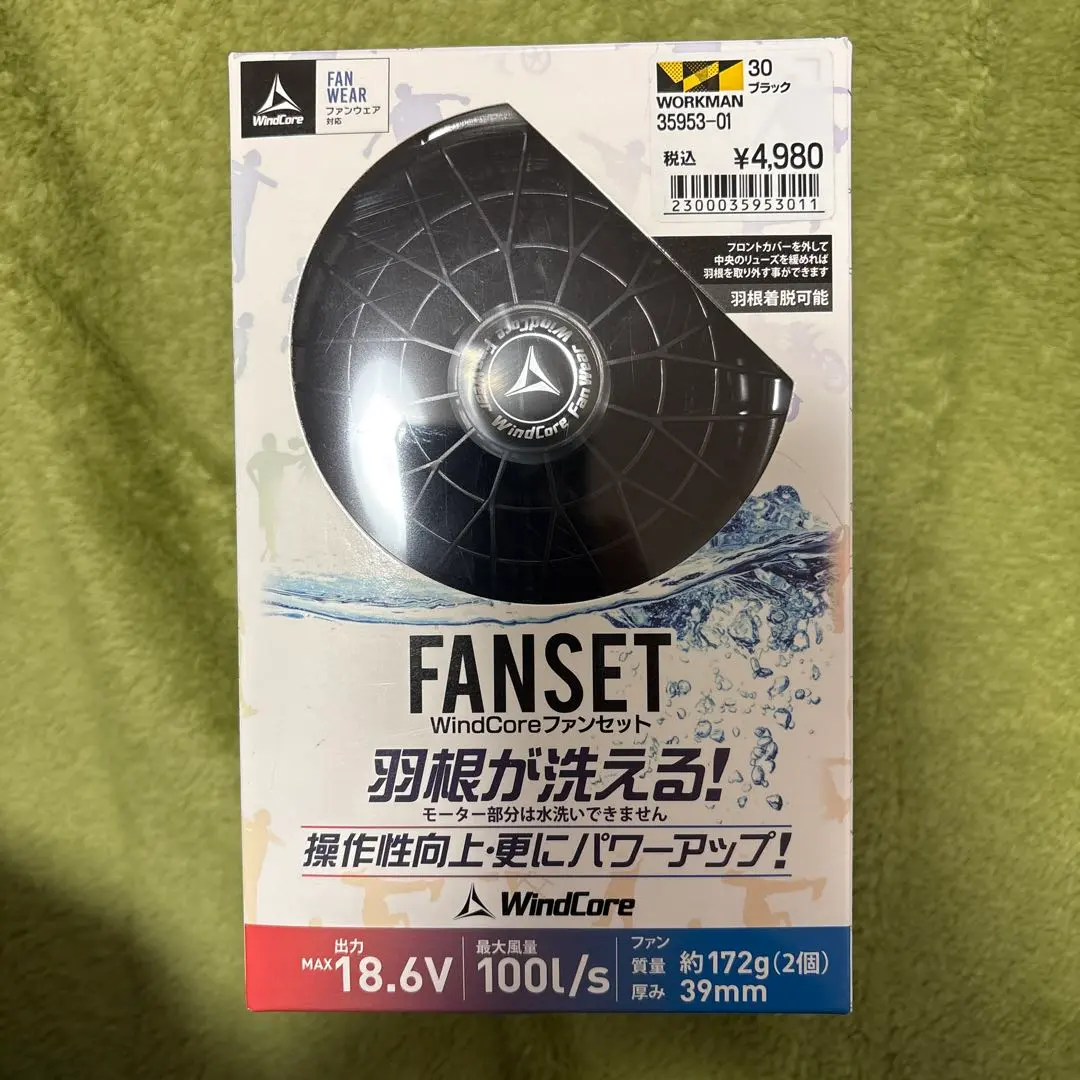 WindCore
FAN
WEAR
ファンウェア
対応
WORKMAN
30
ブラック
35953-01
税込 ¥4,980
2300035953011
フロントカバーを外して
中央のリューズを緩めれば
羽根を取り外す事ができます
羽根着脱可能
WindCore FanWear WindCore FanWear
FANSET
WindCoreファンセット
羽根が洗える!
モーター部分は水洗いできません
操作性向上・更にパワーアップ!
WindCore
出力
MAX18.6V
最大風量
100l/s
ファン
質量 約172g(2個)
厚み 39mm